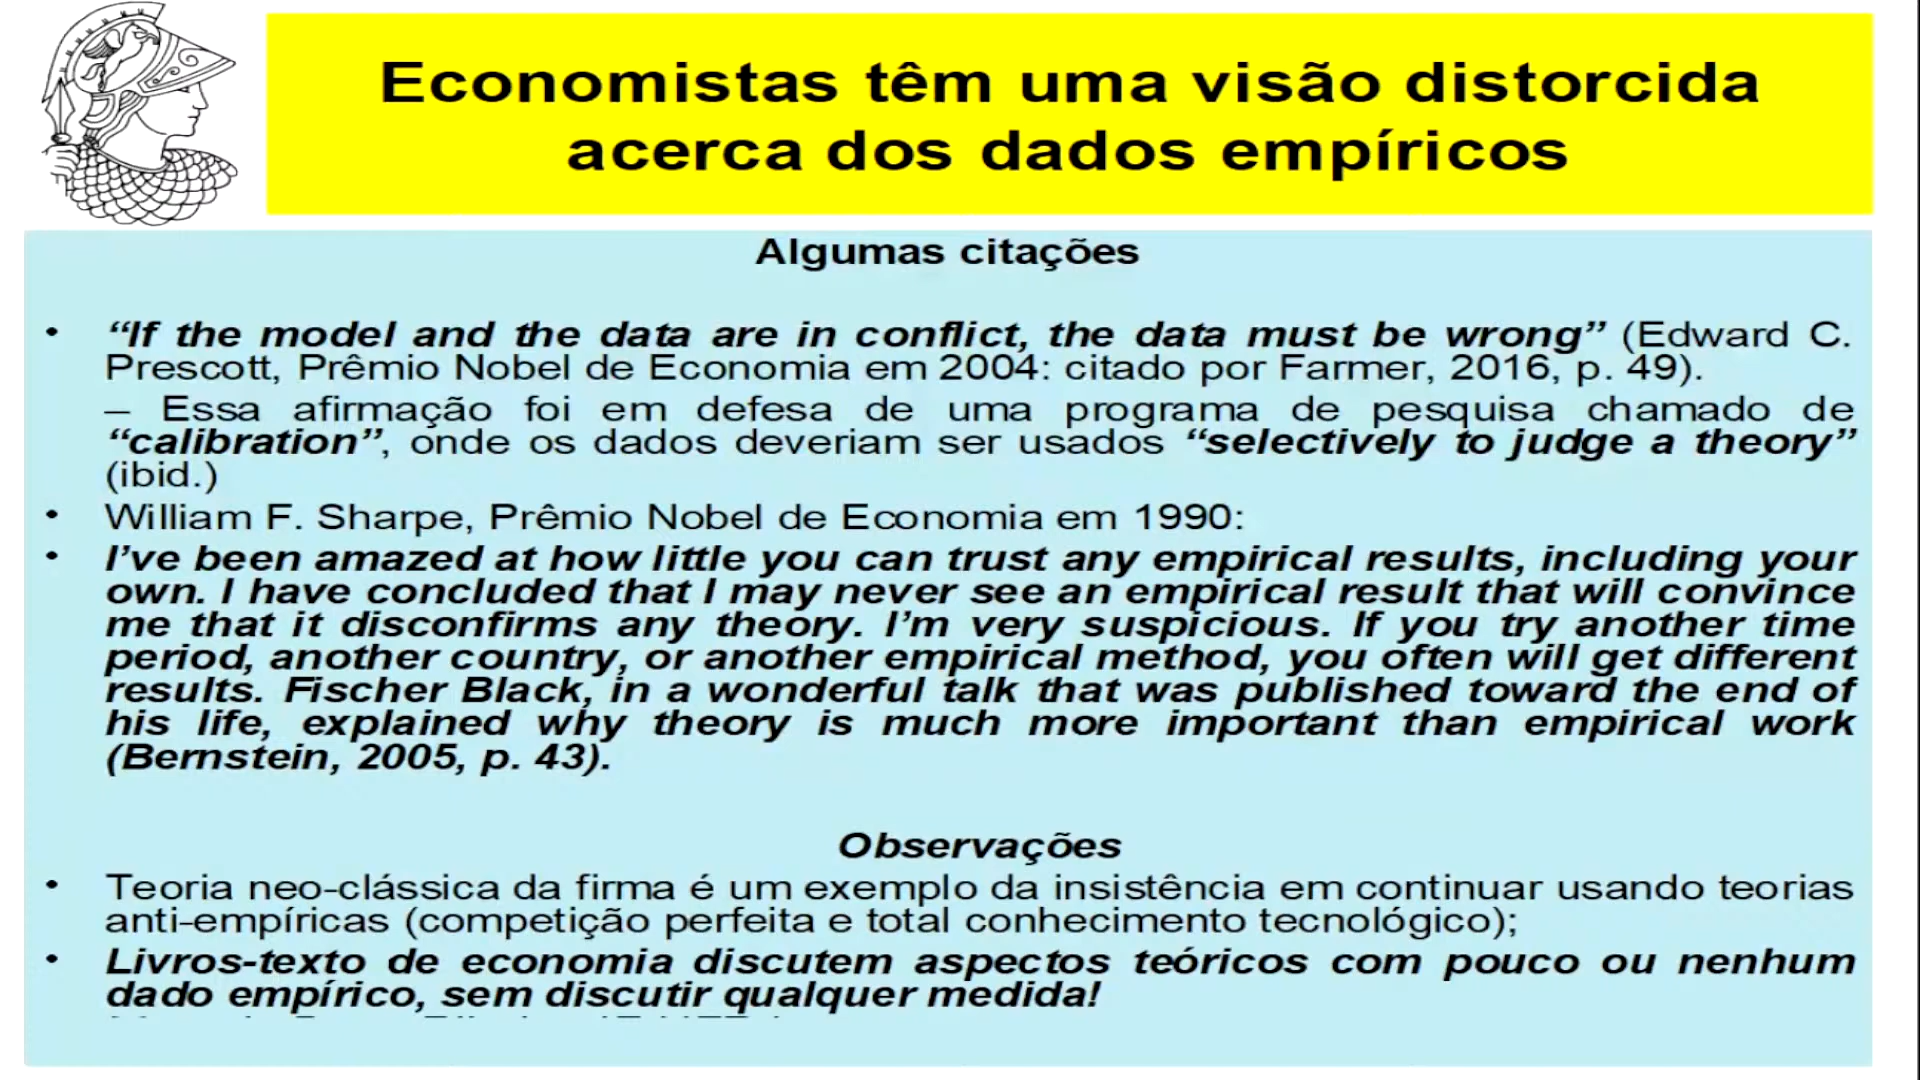 Economistas têm uma visão distorcida
acerca dos dados empíricos
Algumas citações
• “If the model and the data are in conflict, the data must be wrong” (Edward C.
Prescott, Prêmio Nobel de Economia em 2004: citado por Farmer, 2016, p. 49).
– Essa afirmação foi em defesa de uma programa de pesquisa chamado de
“calibration”, onde os dados deveriam ser usados “selectively to judge a theory”
(ibid.)
• William F. Sharpe, Prêmio Nobel de Economia em 1990:
• I’ve been amazed at how little you can trust any empirical results, including your
own. I have concluded that I may never see an empirical result that will convince
me that it disconfirms any theory. I’m very suspicious. If you try another time
period, another country, or another empirical method, you often will get different
results. Fischer Black, in a wonderful talk that was published toward the end of
his life, explained why theory is much more important than empirical work
(Bernstein, 2005, p. 43).
Observações
• Teoria neo-clássica da firma é um exemplo da insistência em continuar usando teorias
anti-empíricas (competição perfeita e total conhecimento tecnológico);
• Livros-texto de economia discutem aspectos teóricos com pouco ou nenhum
dado empírico, sem discutir qualquer medida!